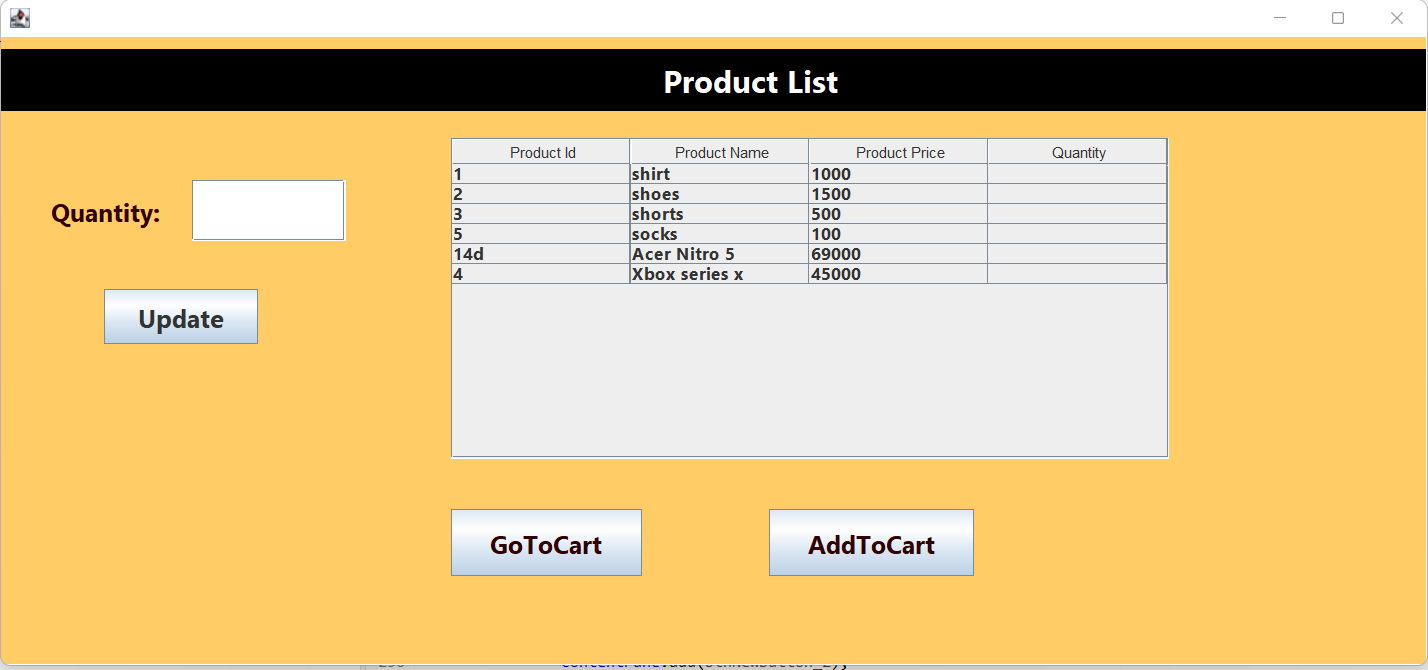 Product List
Product Id Product Name Product Price Quantity
1 shirt 1000
2 shoes 1500
3 shorts 500
5 socks 100
14d Acer Nitro 5 69000
4 Xbox series x 45000
Quantity:
Update
GoToCart AddToCart